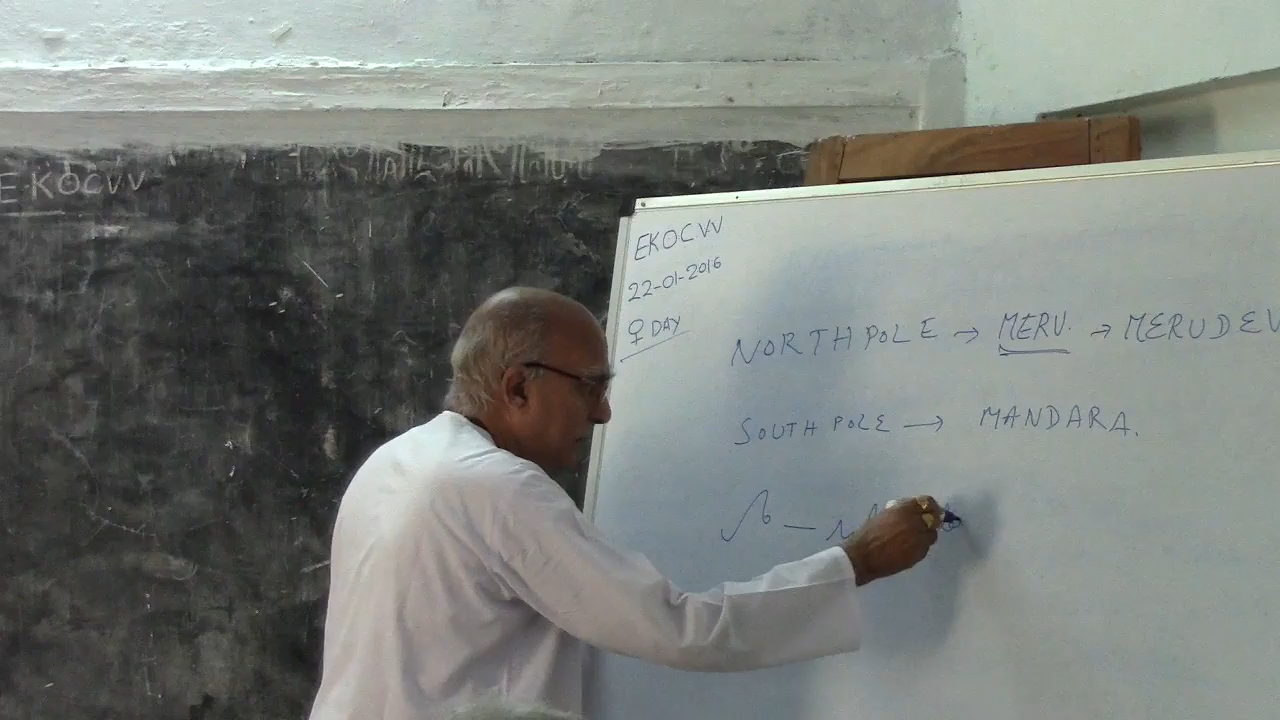 EKOCVV
EKOCVV
22-01-2016
♀ DAY
NORTH POLE → MERU. → MERUDEV
SOUTH POLE → MANDARA.